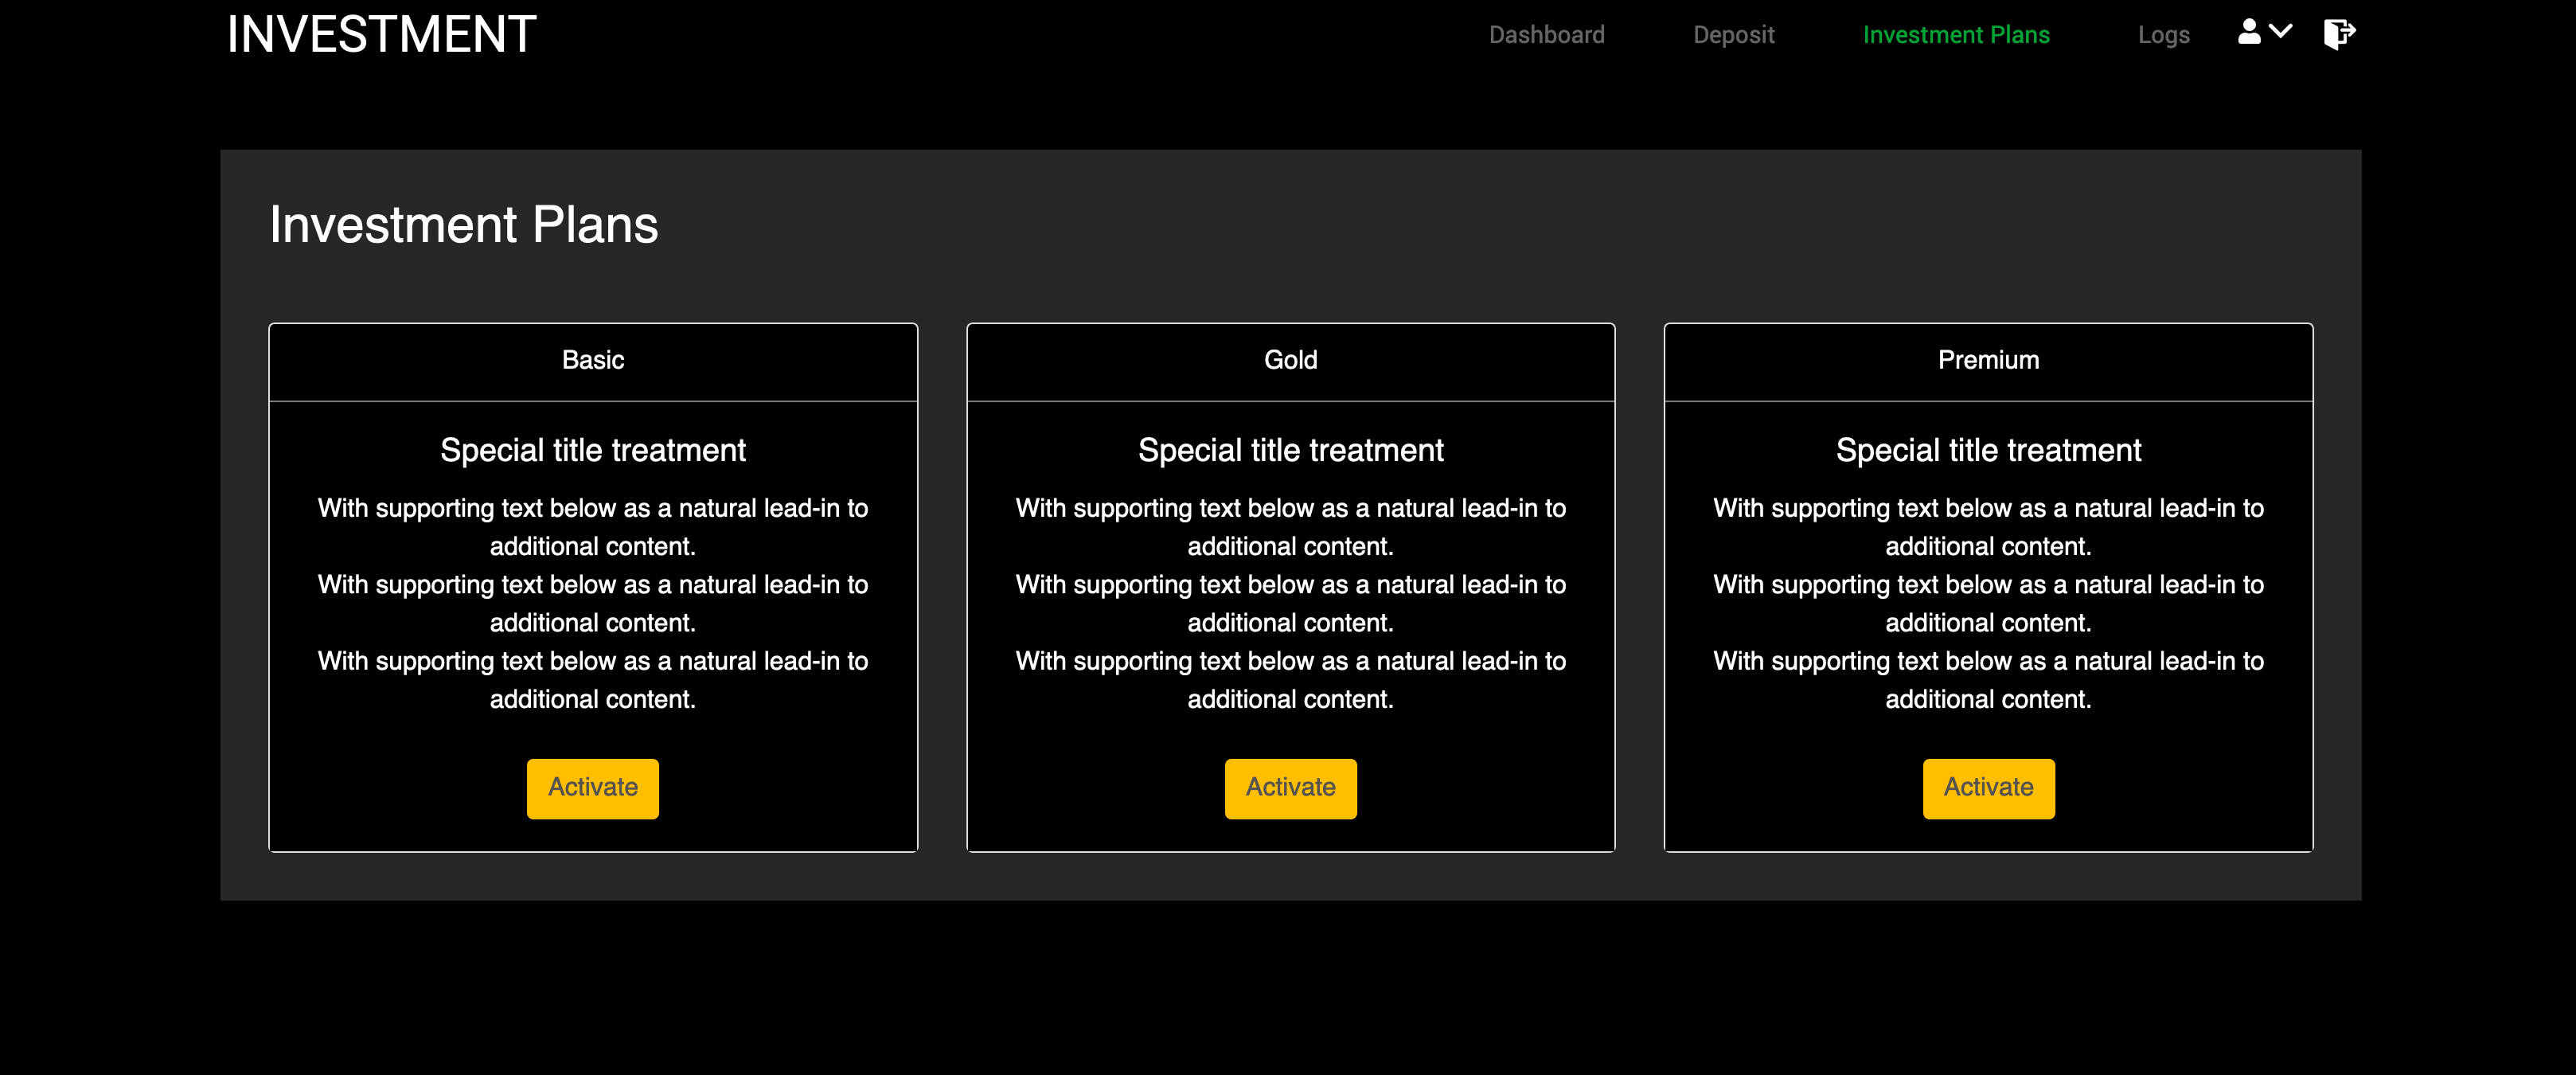 INVESTMENT
Dashboard
Deposit
Investment Plans
Logs
Investment Plans
Basic
Special title treatment
With supporting text below as a natural lead-in to
additional content.
With supporting text below as a natural lead-in to
additional content.
With supporting text below as a natural lead-in to
additional content.
Activate
Gold
Special title treatment
With supporting text below as a natural lead-in to
additional content.
With supporting text below as a natural lead-in to
additional content.
With supporting text below as a natural lead-in to
additional content.
Activate
Premium
Special title treatment
With supporting text below as a natural lead-in to
additional content.
With supporting text below as a natural lead-in to
additional content.
With supporting text below as a natural lead-in to
additional content.
Activate